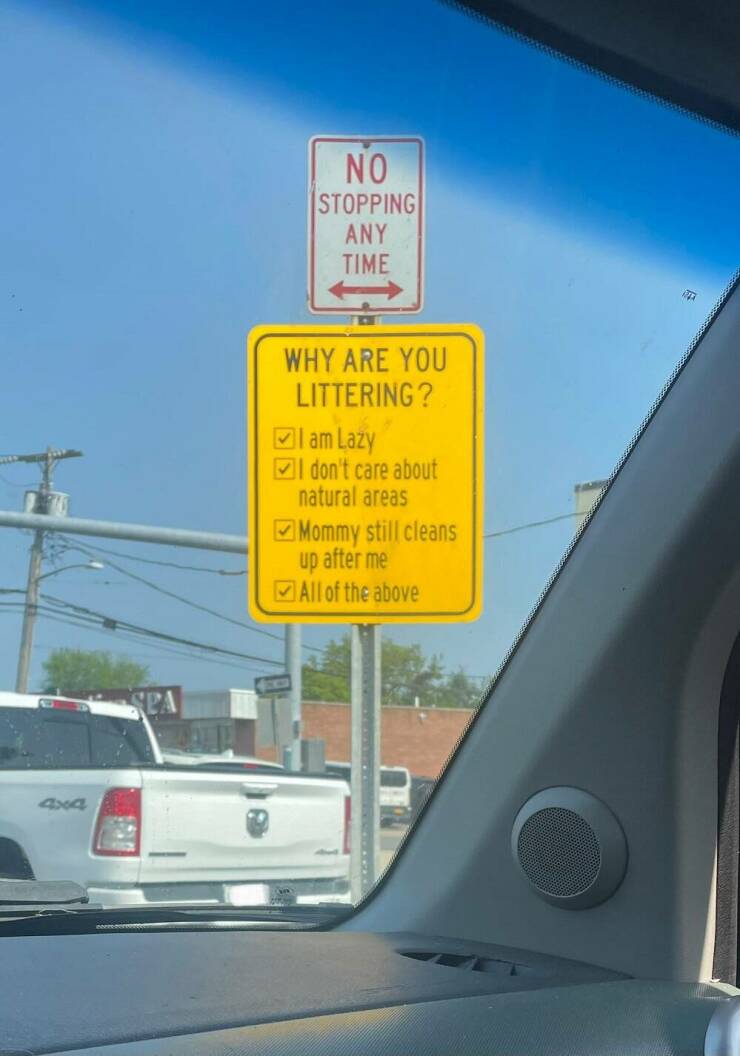 NO
STOPPING
ANY
TIME
WHY ARE YOU
LITTERING?
I am Lazy
I don't care about
natural areas
Mommy still cleans
up after me
All of the above
SPA
4x4